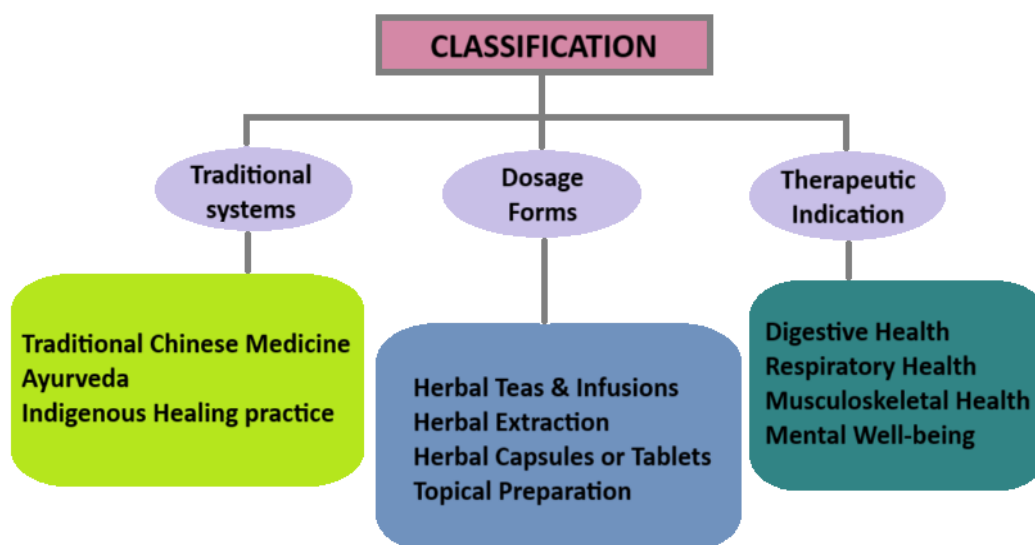 CLASSIFICATION
Traditional
systems
Dosage
Forms
Therapeutic
Indication
Traditional Chinese Medicine
Ayurveda
Indigenous Healing practice
Herbal Teas & Infusions
Herbal Extraction
Herbal Capsules or Tablets
Topical Preparation
Digestive Health
Respiratory Health
Musculoskeletal Health
Mental Well-being